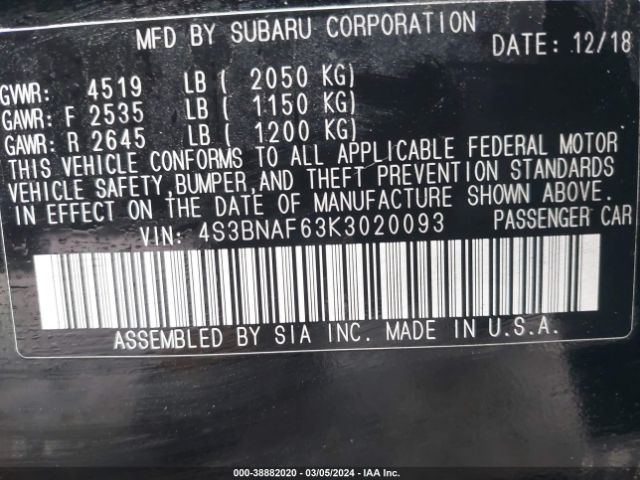 MFD BY SUBARU CORPORATION
DATE: 12/18
GVWR: 4519 LB ( 2050 KG)
GAWR: F 2535 LB ( 1150 KG)
GAWR: R 2645 LB ( 1200 KG)
THIS VEHICLE CONFORMS TO ALL APPLICABLE FEDERAL MOTOR
VEHICLE SAFETY,BUMPER,AND THEFT PREVENTION STANDARDS
IN EFFECT ON THE DATE OF MANUFACTURE SHOWN ABOVE.
VIN: 4S3BNAF63K3020093 PASSENGER CAR
ASSEMBLED BY SIA INC. MADE IN U.S.A.
000-38882020 - 03/05/2024 - IAA Inc.